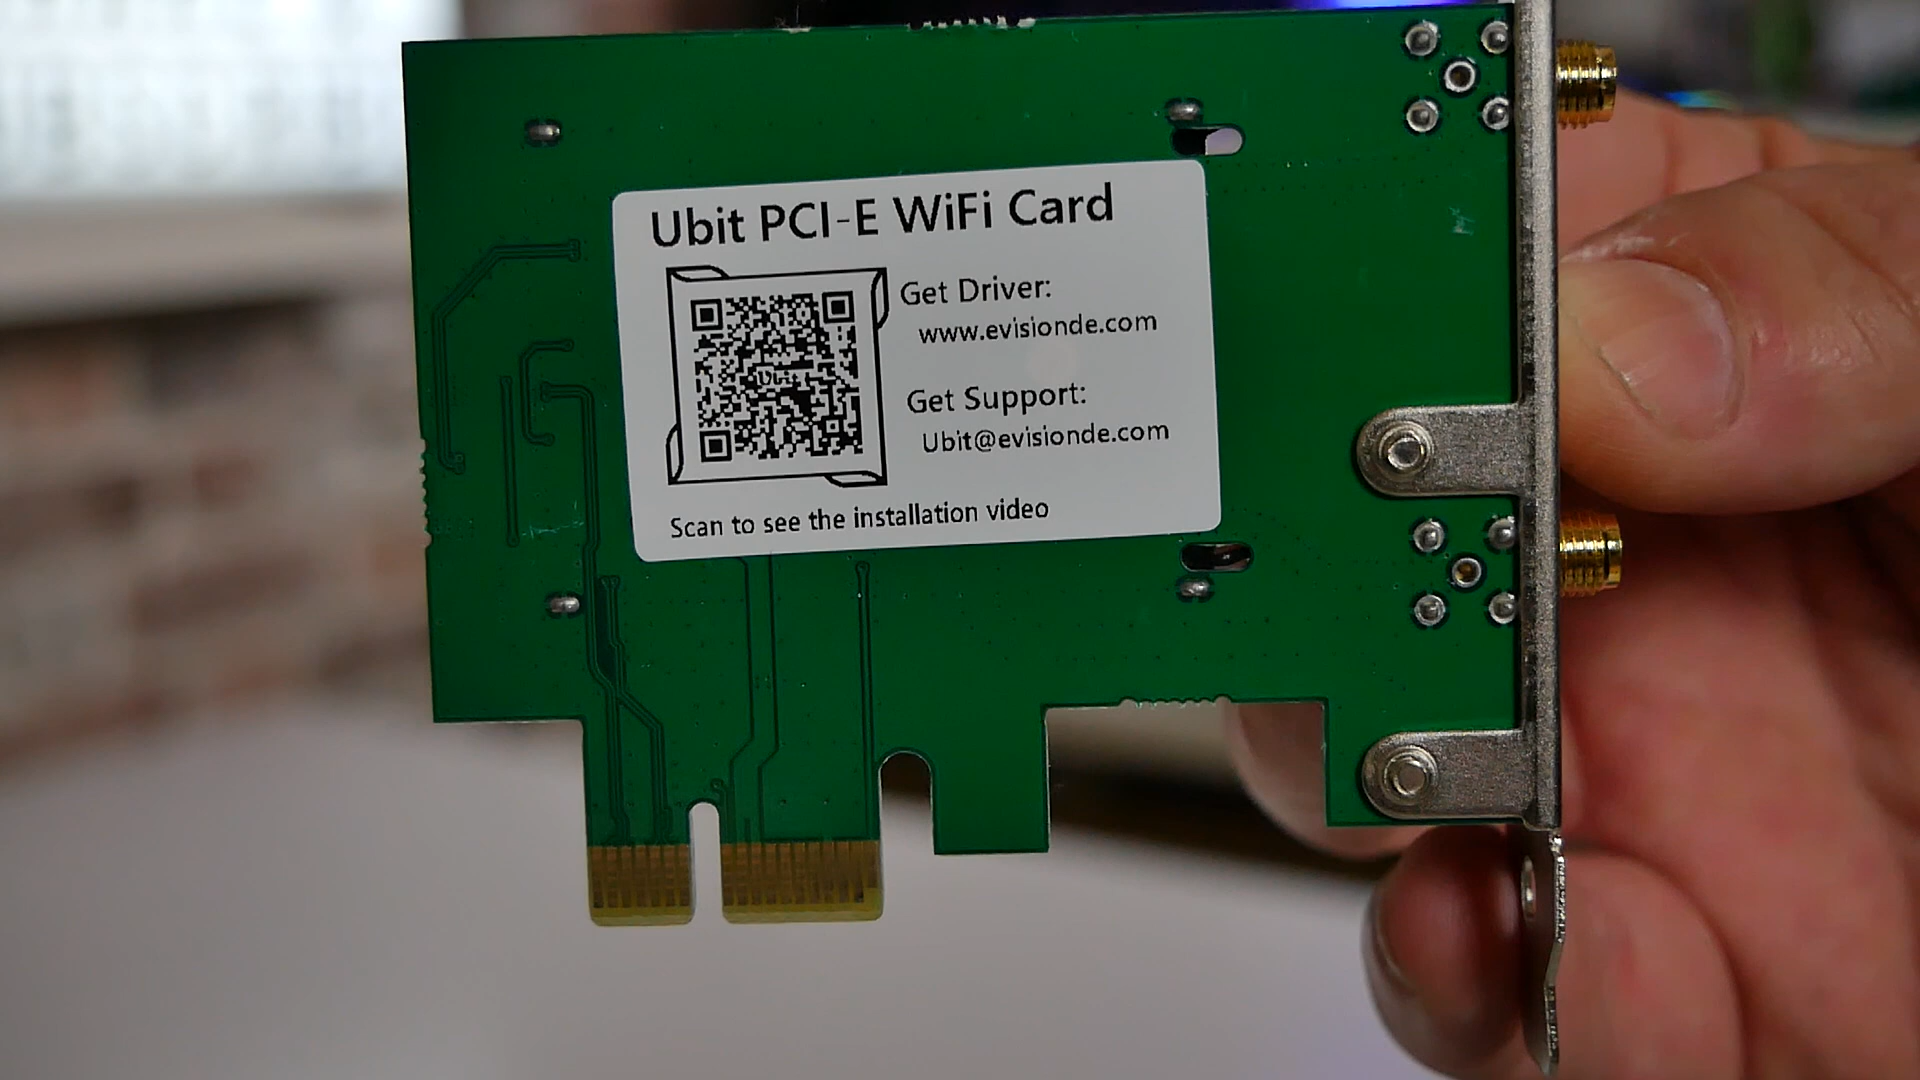 Ubit PCI-E WiFi Card
Get Driver:
www.evisionde.com
Ubit
Get Support:
Ubit@evisionde.com
Scan to see the installation video